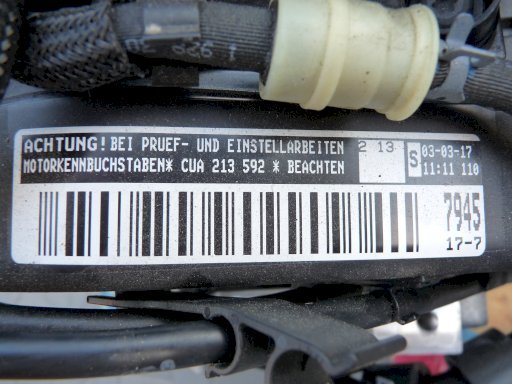 ACHTUNG! BEI PRUEF- UND EINSTELLARBEITEN
MOTORKENNBUCHSTABEN* CUA 213 592 * BEACHTEN
2 13
S
03-03-17
11:11 110
7945
17-7